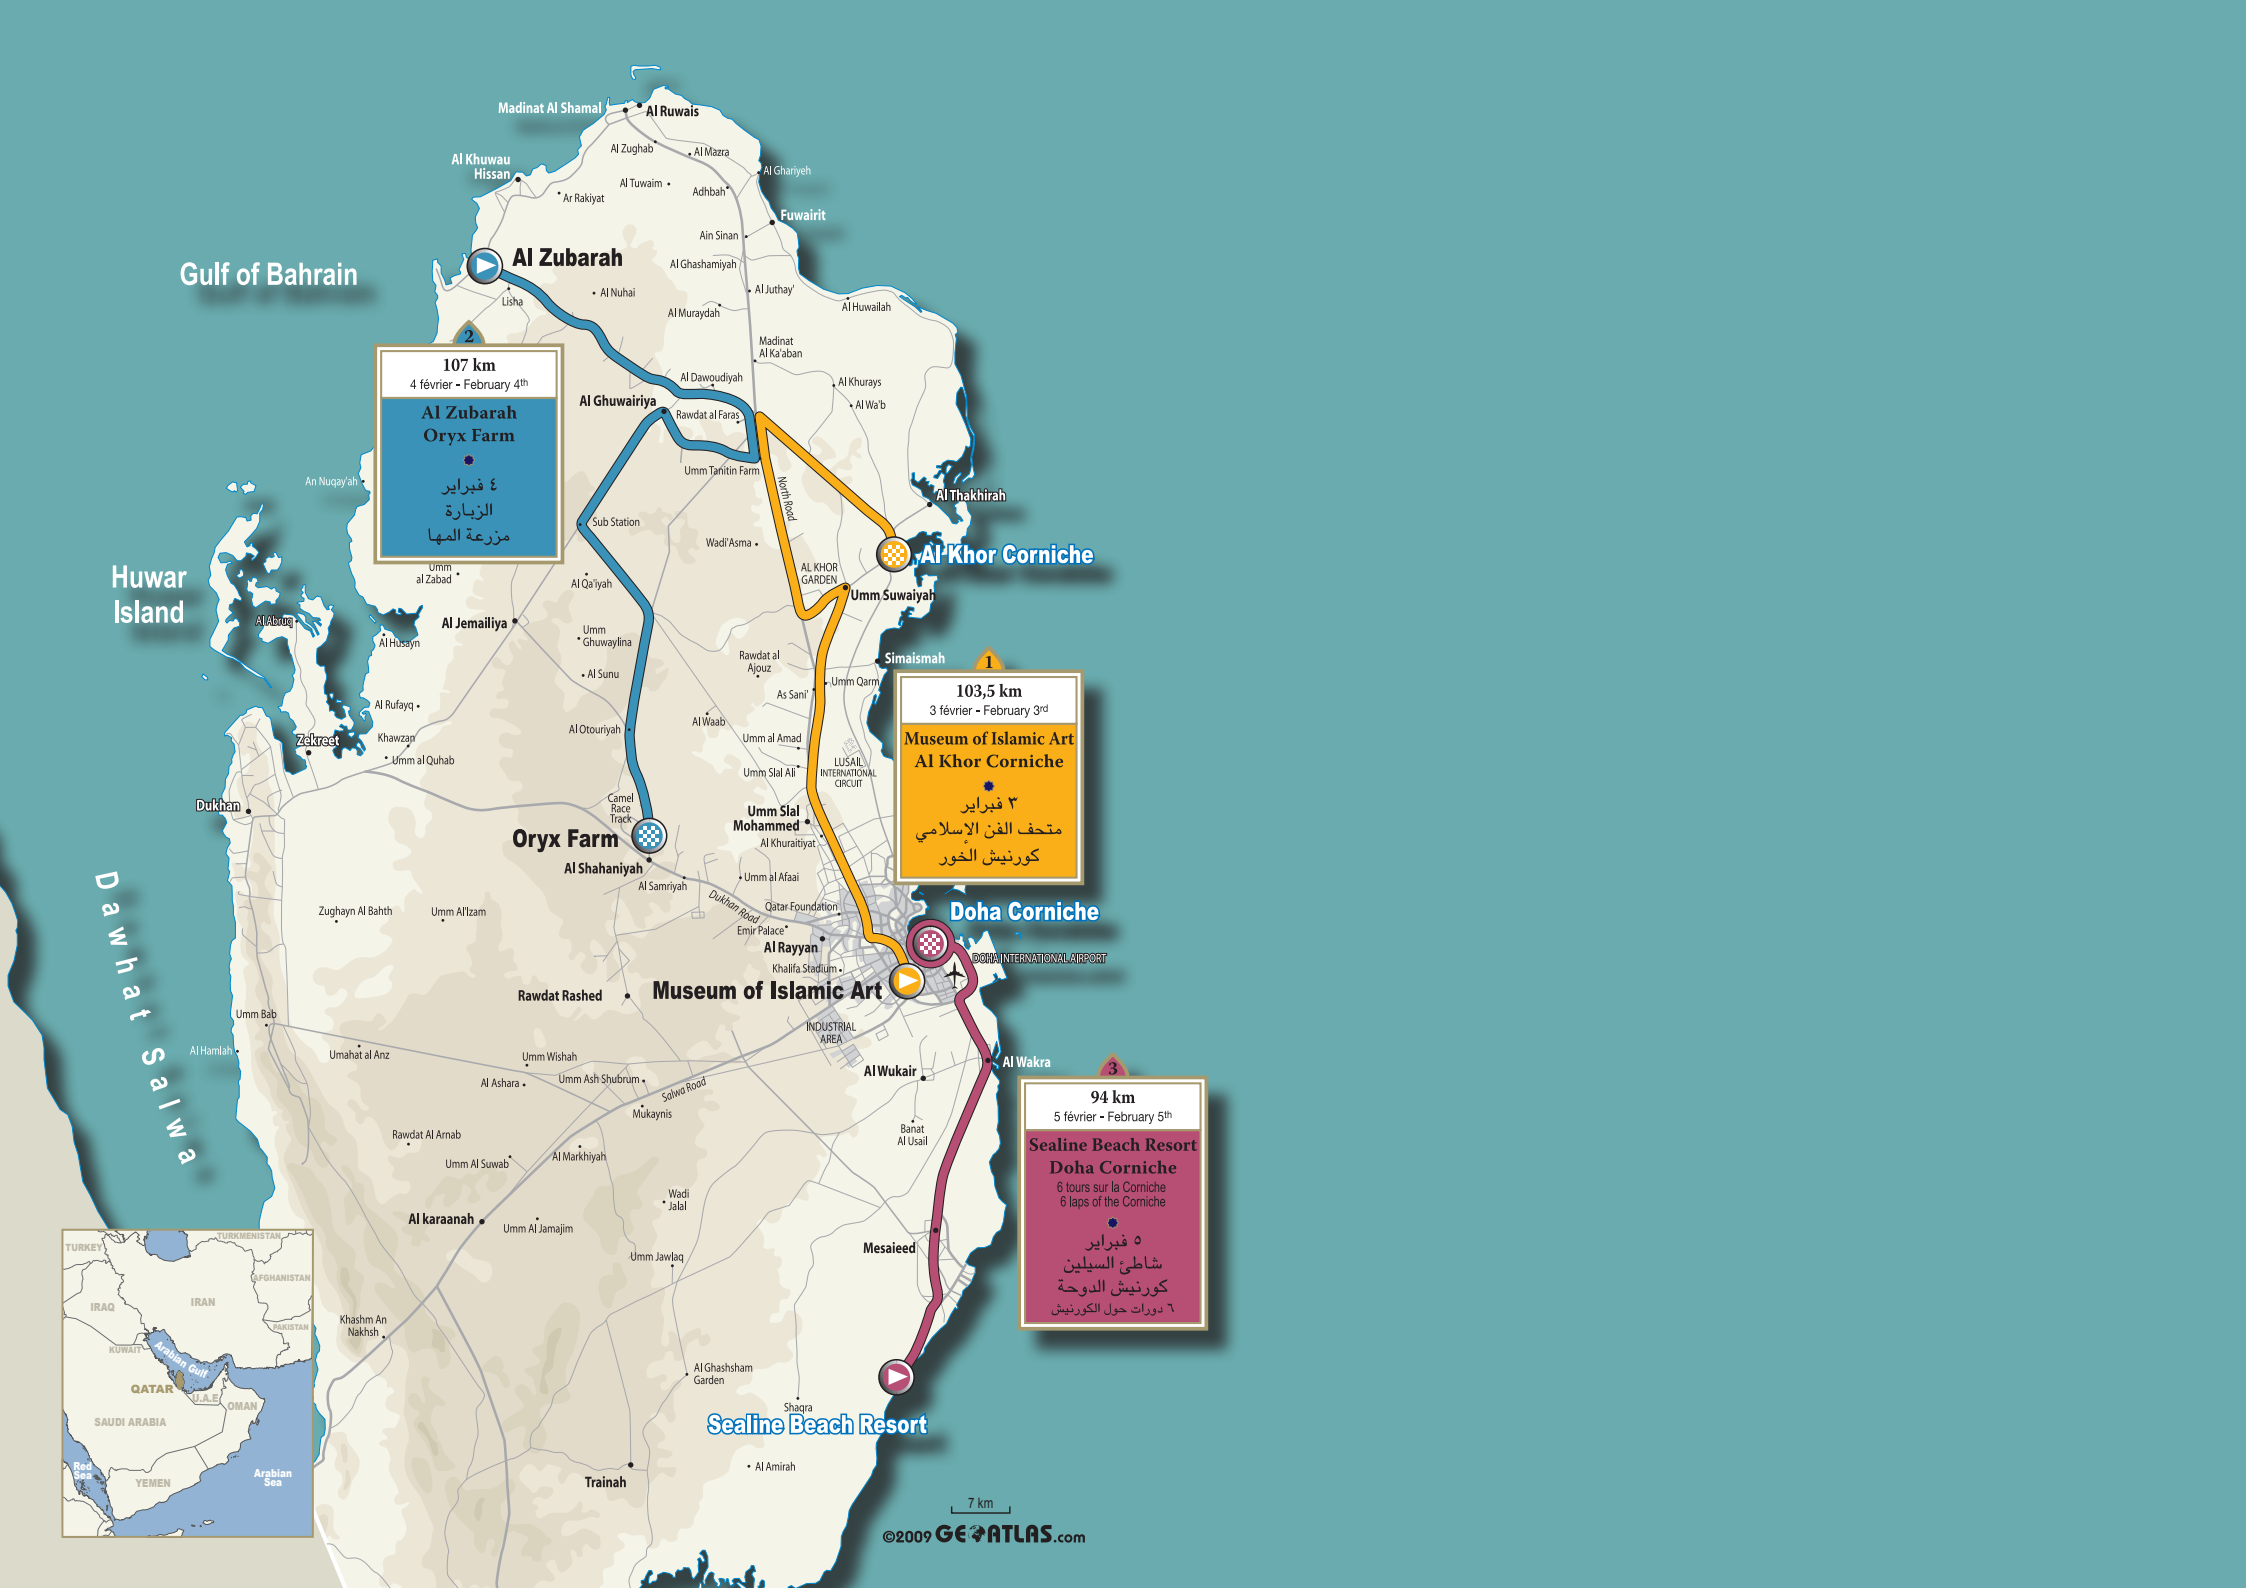 Madinat Al Shamal
Al Ruwais
Al Zughab
Al Mazra
Al Khuwau
Hissan
Al Ghariyeh
Al Tuwaim
Adhbah
Ar Rakiyat
Fuwairit
Ain Sinan
Al Zubarah
Gulf of Bahrain
Al Ghashamiyah
Lisha
Al Nuhai
Al Juthay'
Al Muraydah
Al Huwailah
2
107 km
4 février - February 4th
Al Zubarah
Oryx Farm
٤ فبراير
الزبارة
مزرعة المها
Madinat
Al Ka'aban
Al Dawoudiyah
Al Khurays
Al Ghuwairiya
Rawdat al Faras
Al Wa'b
Umm Tanitin Farm
North Road
An Nuqay'ah
Al Thakhirah
Sub Station
Wadi'Asma
Al Khor Corniche
Huwar
Island
Umm
al Zabad
Al Qa'iyah
AL KHOR
GARDEN
Umm Suwaiyah
Al Abruq
Al Jemailiya
Al Husayn
Umm
Ghuwaylina
Rawdat al
Ajouz
Simaismah
Al Sunu
As Sani'
Umm Qarn
Al Rufayq
Al Waab
Al Otouriyah
Zekreet
Khawzan
Umm al Quhab
Umm al Amad
Umm Slal Ali
LUSAIL
INTERNATIONAL
CIRCUIT
1
103,5 km
3 février - February 3rd
Museum of Islamic Art
Al Khor Corniche
٣ فبراير
متحف الفن الإسلامي
كورنيش الخور
Dukhan
Camel
Race
Track
Umm Slal
Mohammed
Oryx Farm
Al Khuraitiyat
Al Shahaniyah
Al Samriyah
Umm al Afaai
Dawhat Salwa
Dukhan Road
Qatar Foundation
Zughayn Al Bahth
Umm Al'Izam
Emir Palace
Doha Corniche
Al Rayyan
DOHA INTERNATIONAL AIRPORT
Khalifa Stadium
Rawdat Rashed
Museum of Islamic Art
Umm Bab
INDUSTRIAL
AREA
Al Hamlah
Umahat al Anz
Umm Wishah
Al Wakra
Al Ashara
Umm Ash Shubrum
Salwa Road
Al Wukair
Mukaynis
3
94 km
5 février - February 5th
Sealine Beach Resort
Doha Corniche
6 tours sur la Corniche
6 laps of the Corniche
٥ فبراير
شاطئ السيلين
كورنيش الدوحة
٦ دورات حول الكورنيش
Rawdat Al Arnab
Banat
Al Usail
Umm Al Suwab
Al Markhiyah
Wadi
Jalal
Al karaanah
Umm Al Jamajim
Mesaieed
Umm Jawlaq
Khashm An
Nakhsh
Al Ghashsham
Garden
Shaqra
Sealine Beach Resort
Al Amirah
Trainah
TURKEY
TURKMENISTAN
AFGHANISTAN
IRAQ
IRAN
PAKISTAN
KUWAIT
Arabian Gulf
QATAR
U.A.E
OMAN
SAUDI ARABIA
Red
Sea
YEMEN
Arabian
Sea
7 km
©2009 GEOATLAS.com